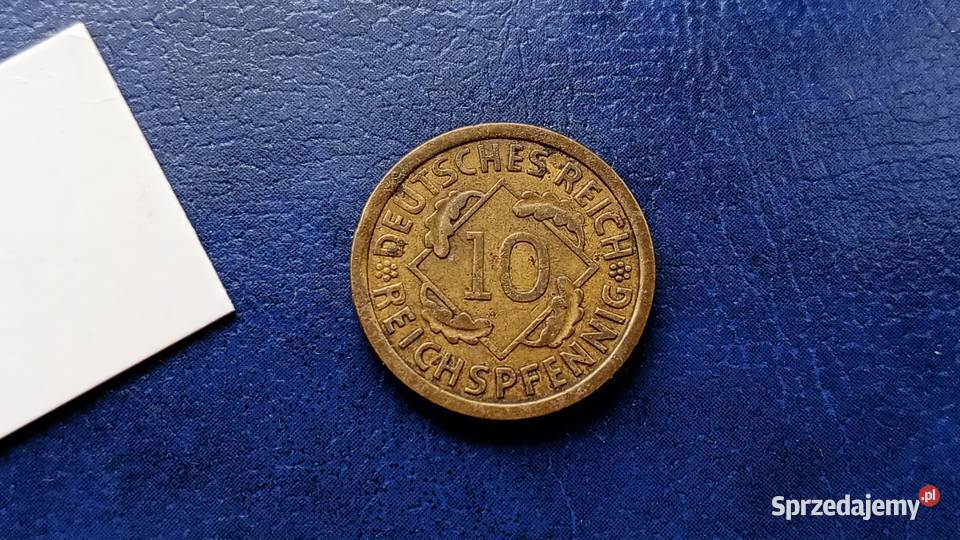 DEUTSCHES REICH
10
REICHSPFENNIG
Sprzedajemy.pl